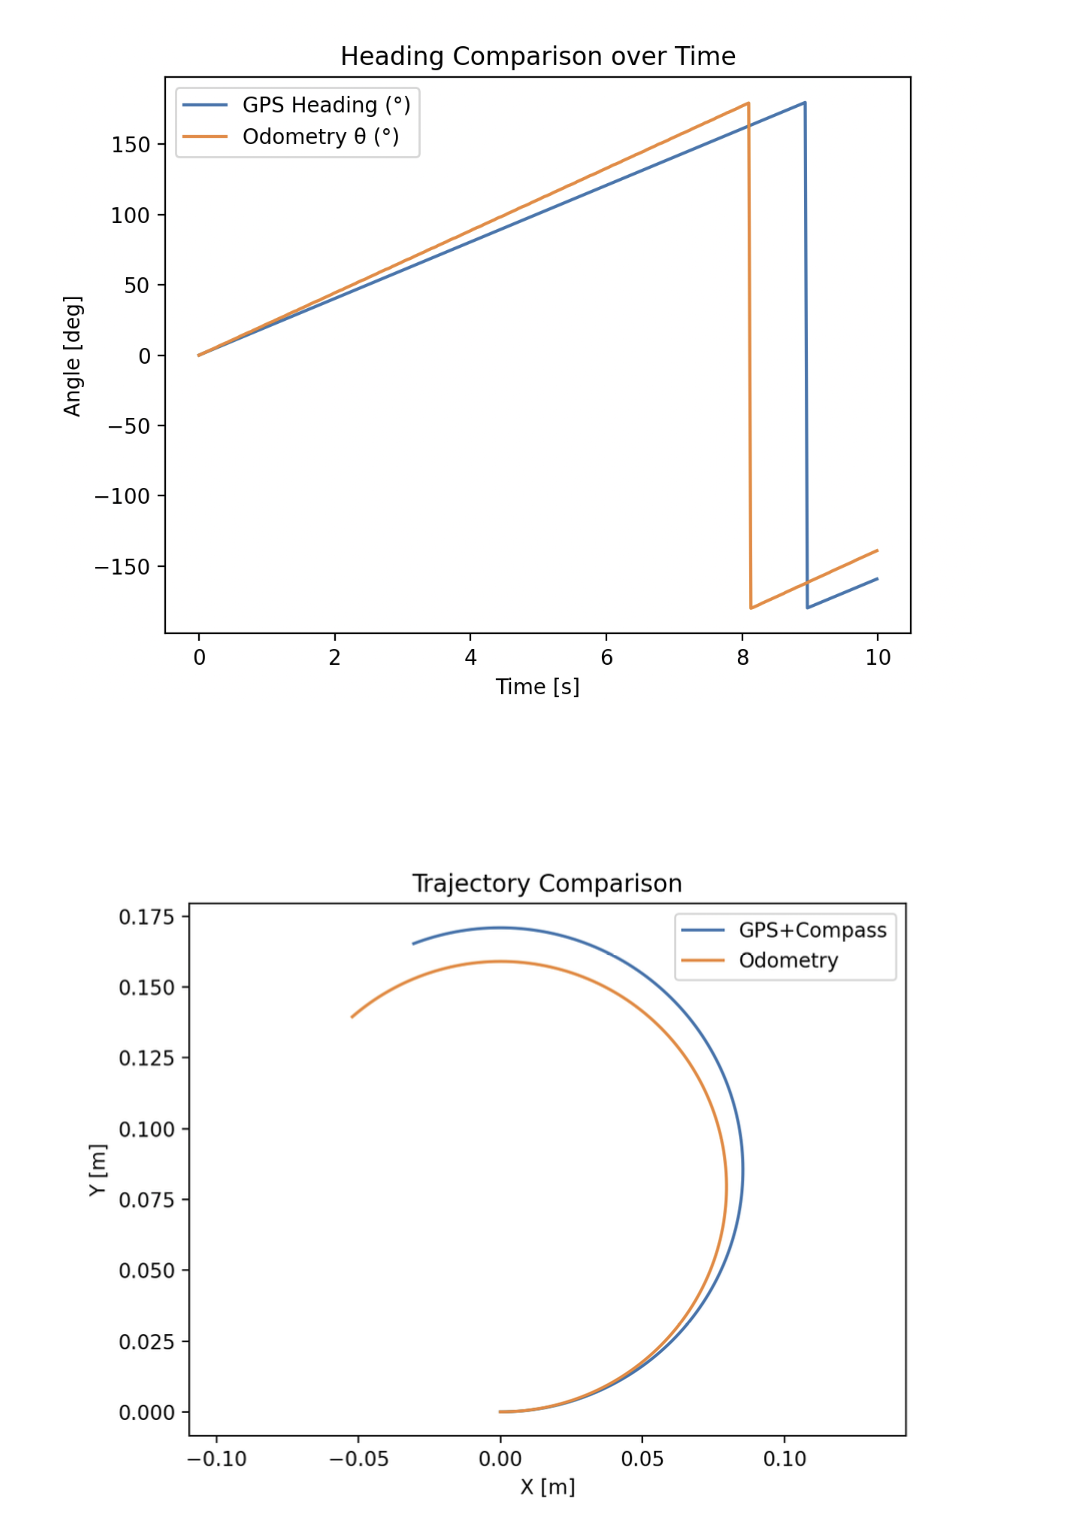 Heading Comparison over Time
GPS Heading (°)
Odometry θ (°)
150
100
50
0
−50
−100
−150
Angle [deg]
0 2 4 6 8 10
Time [s]
Trajectory Comparison
GPS+Compass
Odometry
0.175
0.150
0.125
0.100
0.075
0.050
0.025
0.000
Y [m]
−0.10 −0.05 0.00 0.05 0.10
X [m]